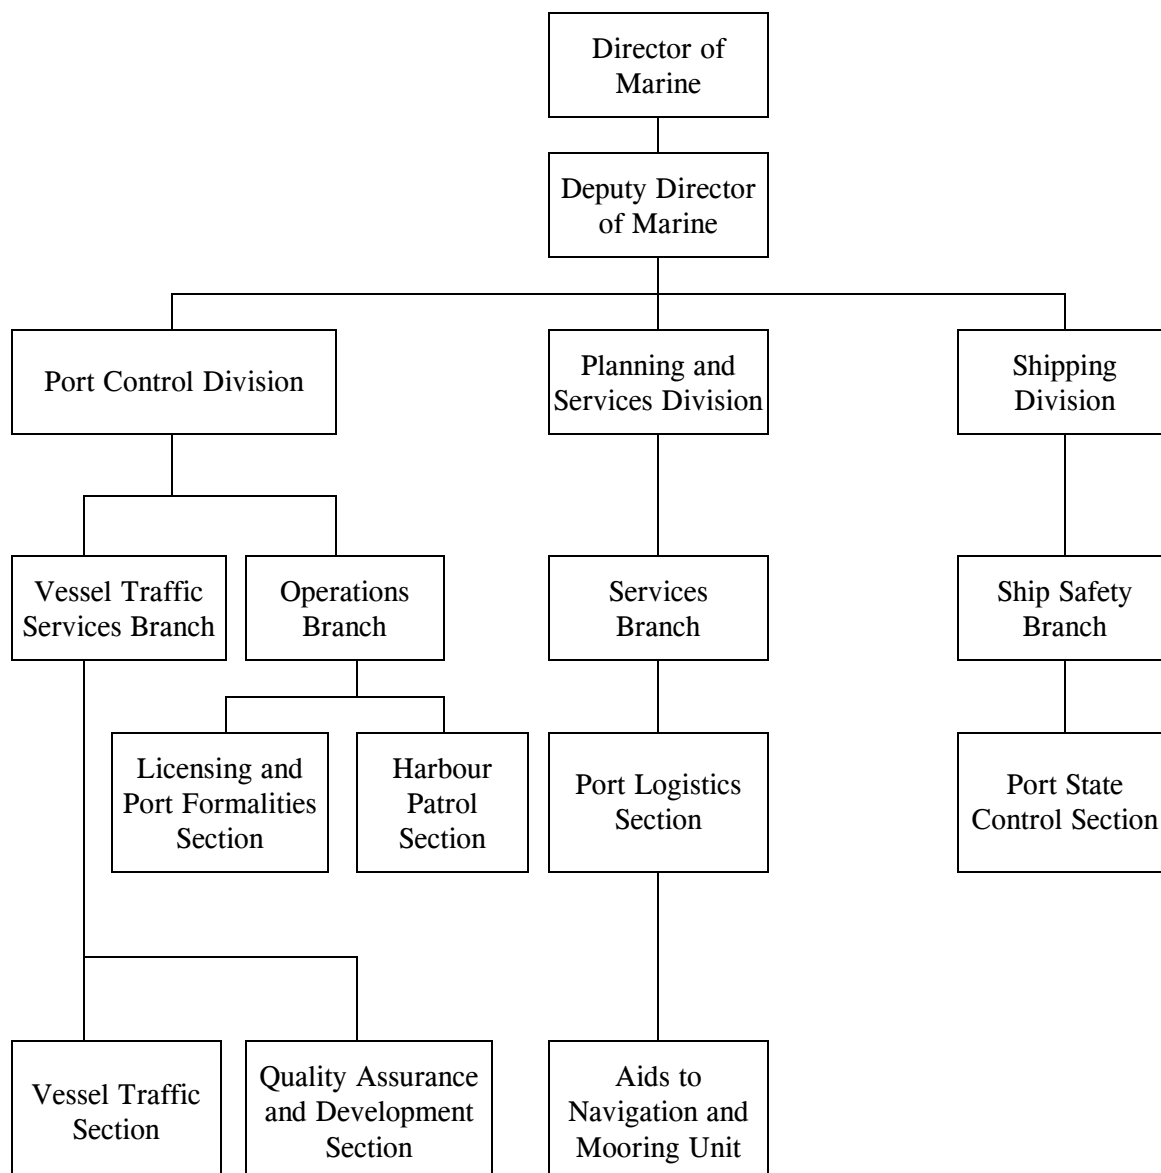 Director of
Marine
Deputy Director
of Marine
Port Control Division
Planning and
Services Division
Shipping
Division
Vessel Traffic
Services Branch
Operations
Branch
Services
Branch
Ship Safety
Branch
Licensing and
Port Formalities
Section
Harbour
Patrol
Section
Port Logistics
Section
Port State
Control Section
Vessel Traffic
Section
Quality Assurance
and Development
Section
Aids to
Navigation and
Mooring Unit